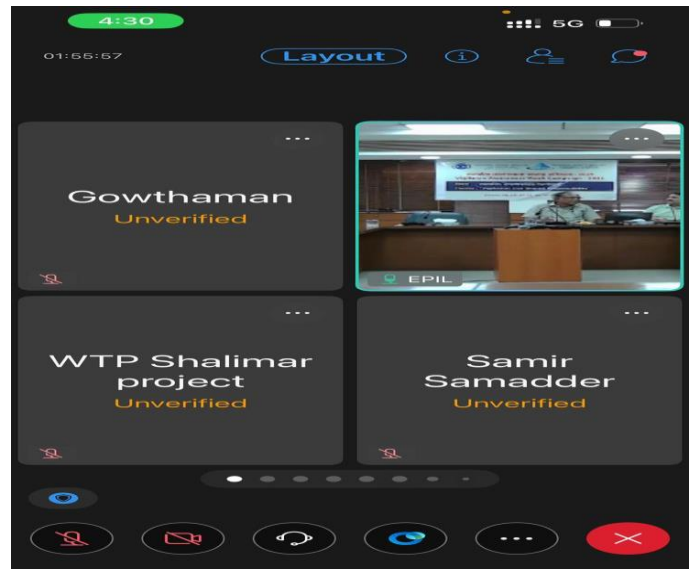 4:30
5G
01:55:57
Layout
Gowthaman
Unverified
EPIL
WTP Shalimar
project
Unverified
Samir
Samadder
Unverified